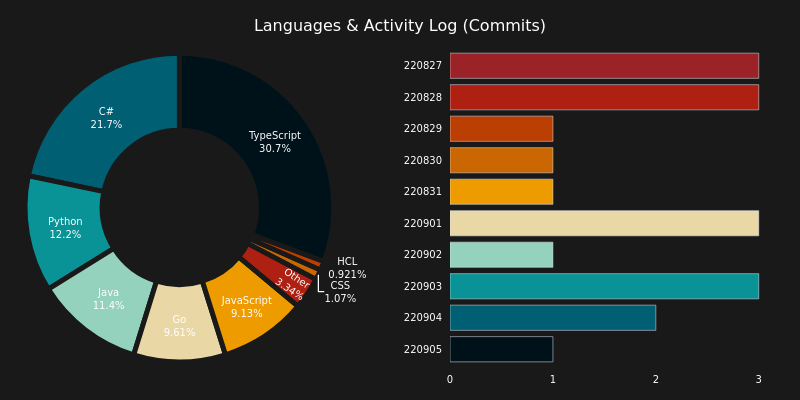 Languages & Activity Log (Commits)
C#
21.7%
TypeScript
30.7%
Python
12.2%
Java
11.4%
Go
9.61%
JavaScript
9.13%
Other
3.34%
HCL
0.921%
CSS
1.07%
220827
220828
220829
220830
220831
220901
220902
220903
220904
220905
0 1 2 3